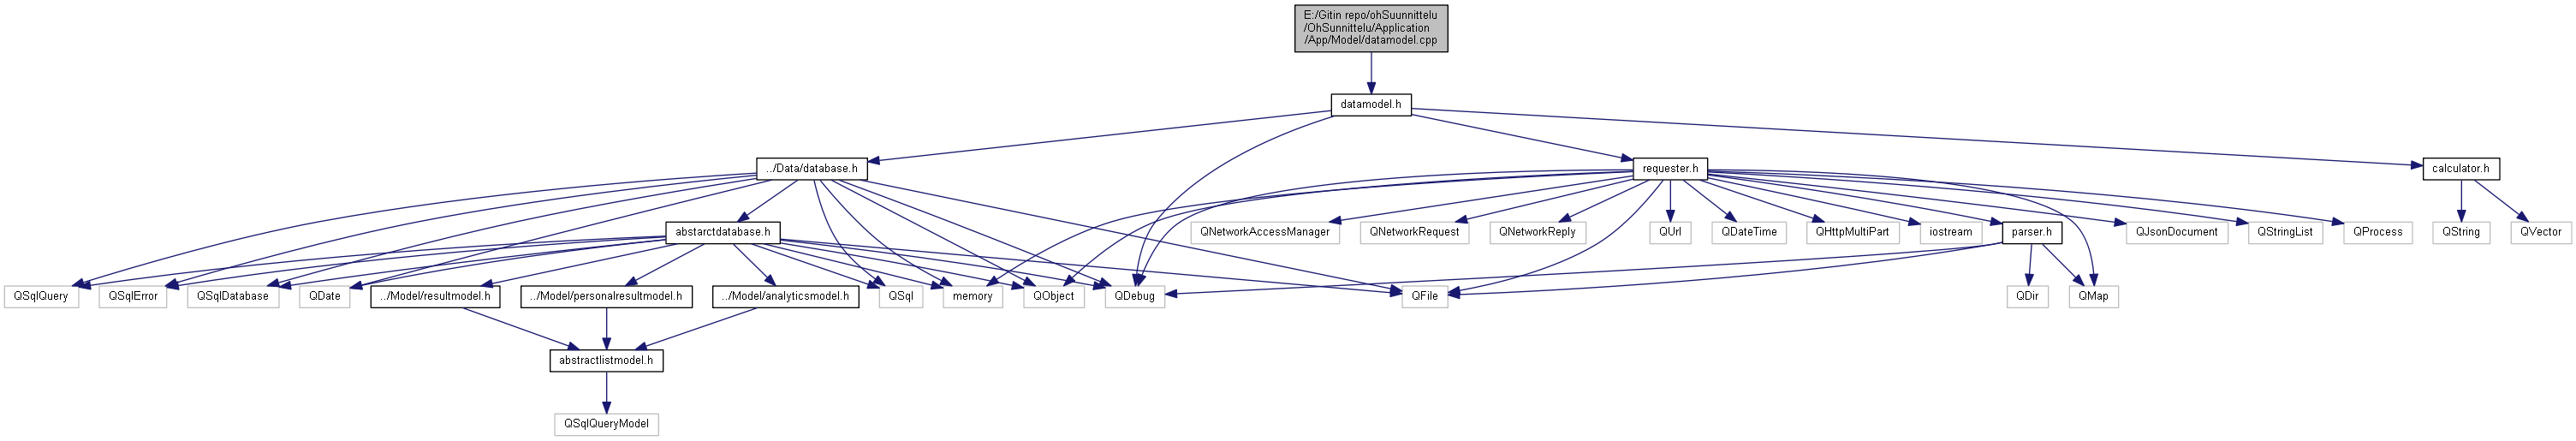 E:/Gitin repo/ohSuunnittelu
/OhSunnittelu/Application
/App/Model/datamodel.cpp
datamodel.h
../Data/database.h
requester.h
calculator.h
abstarctdatabase.h
QNetworkAccessManager
QNetworkRequest
QNetworkReply
QUrl
QDateTime
QHttpMultiPart
iostream
parser.h
QJsonDocument
QStringList
QProcess
QString
QVector
QSqlQuery
QSqlError
QSqlDatabase
QDate
../Model/resultmodel.h
../Model/personalresultmodel.h
../Model/analyticsmodel.h
QSql
memory
QObject
QDebug
QFile
QDir
QMap
abstractlistmodel.h
QSqlQueryModel